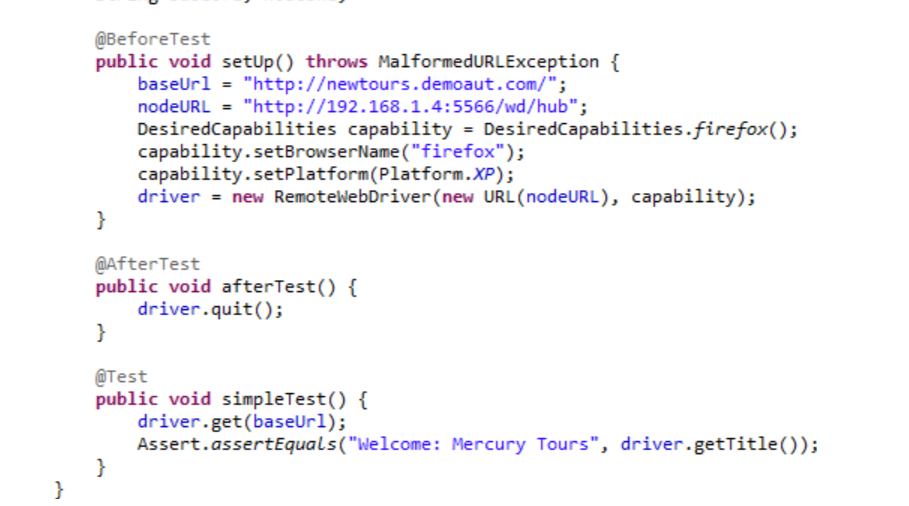 @BeforeTest
public void setUp() throws MalformedURLException {
baseUrl = "http://newtours.demoaut.com/";
nodeURL = "http://192.168.1.4:5566/wd/hub";
DesiredCapabilities capability = DesiredCapabilities.firefox();
capability.setBrowserName("firefox");
capability.setPlatform(Platform.XP);
driver = new RemoteWebDriver(new URL(nodeURL), capability);
}
@AfterTest
public void afterTest() {
driver.quit();
}
@Test
public void simpleTest() {
driver.get(baseUrl);
Assert.assertEquals("Welcome: Mercury Tours", driver.getTitle());
}
}